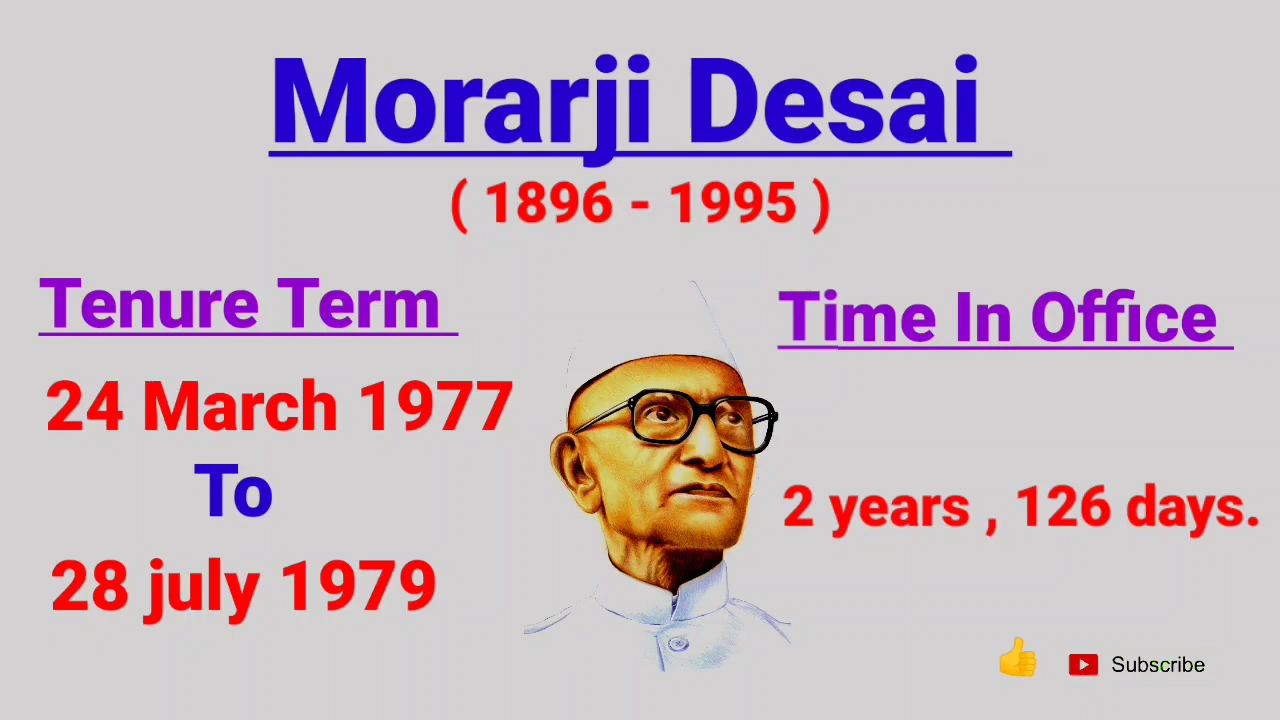 Morarji Desai
( 1896 - 1995 )
Tenure Term
24 March 1977
To
28 july 1979
Time In Office
2 years , 126 days.
Subscribe